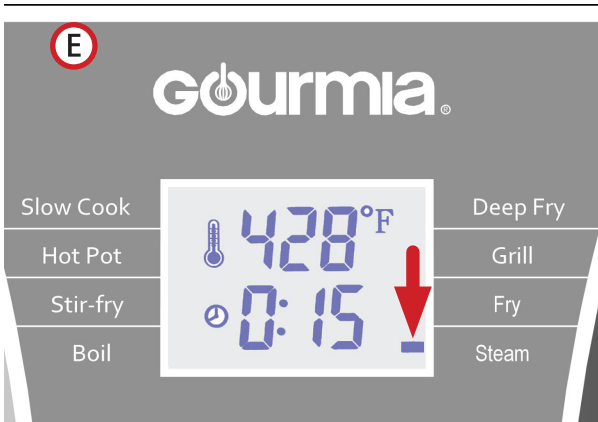 E
Gourmia®
Slow Cook
Hot Pot
Stir-fry
Boil
428°F
0:15
Deep Fry
Grill
Fry
Steam